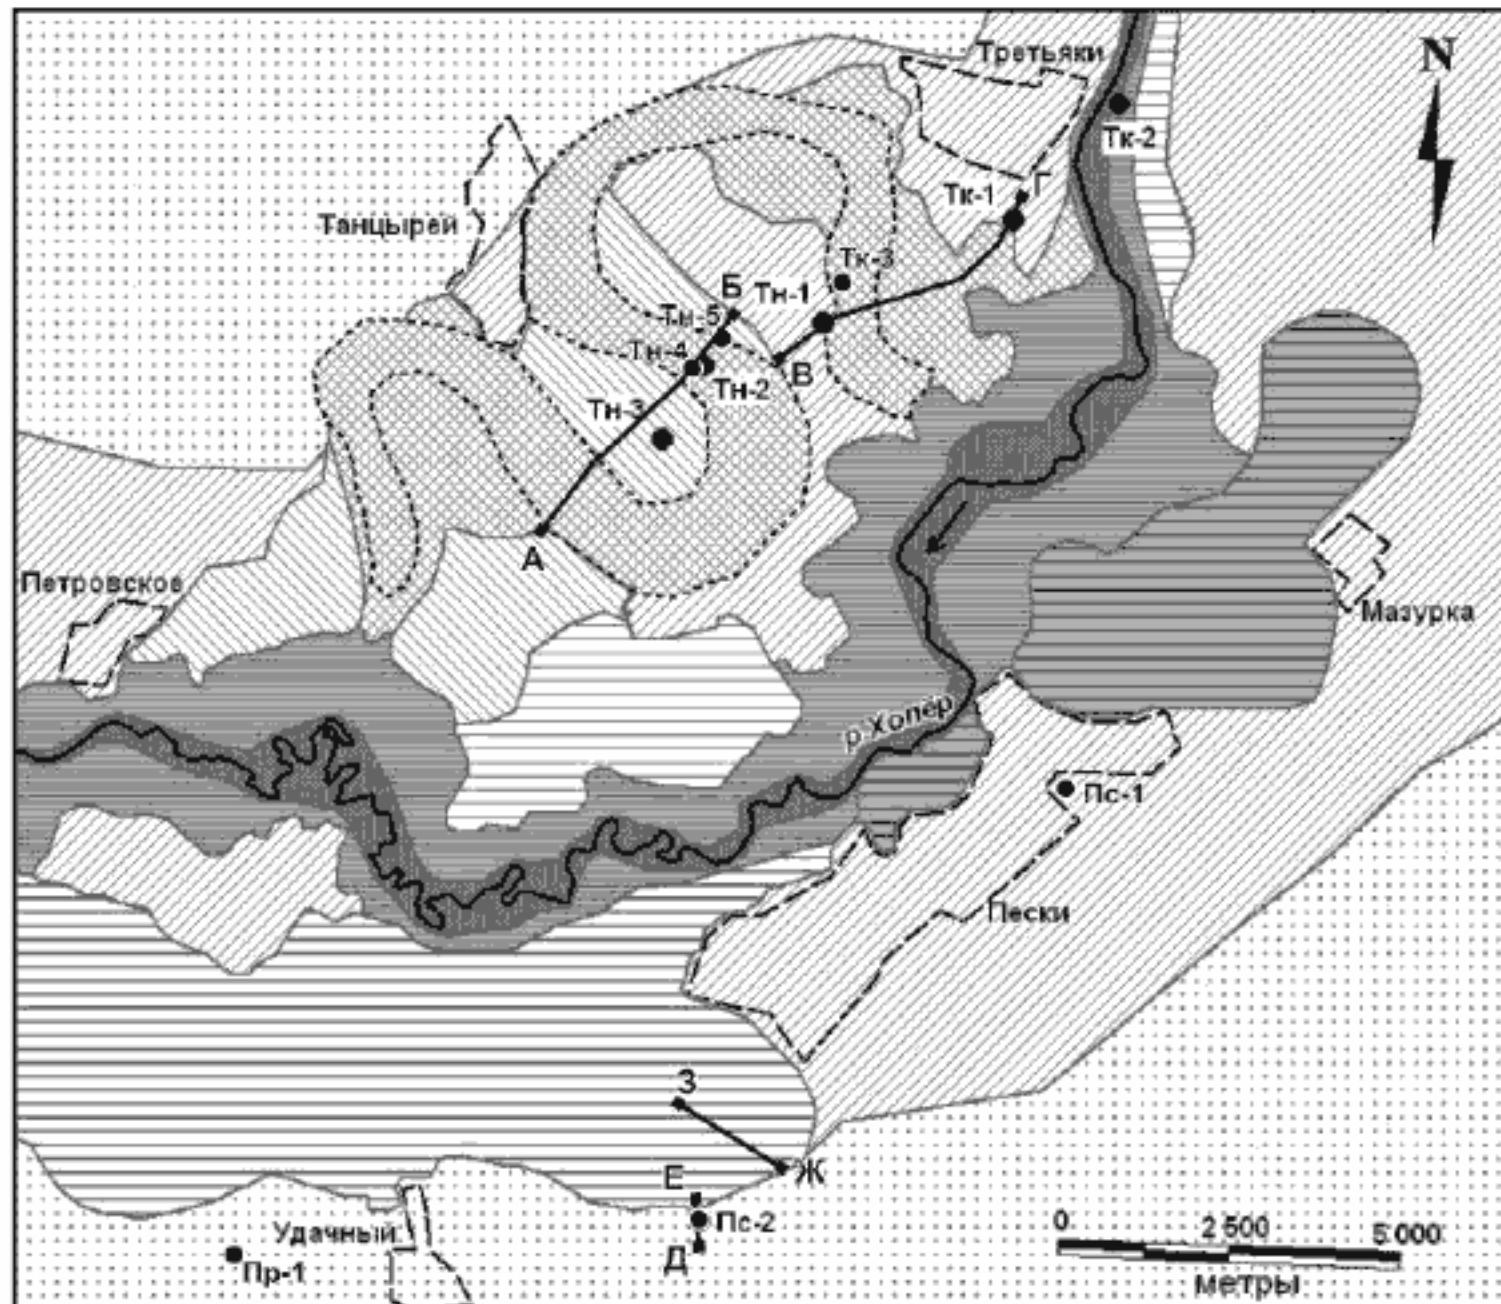 Третьяки
N
Тк-2
Тк-1
Г
Танцырей
Тк-3
Б
Тн-1
Тн-5
Тн-4
В
Тн-2
Тн-3
А
Петровское
Мазурка
р Хопёр
Пс-1
Пески
З
Ж
Е
Пс-2
Удачный
Д
Пр-1
0 2 500 5 000
метры